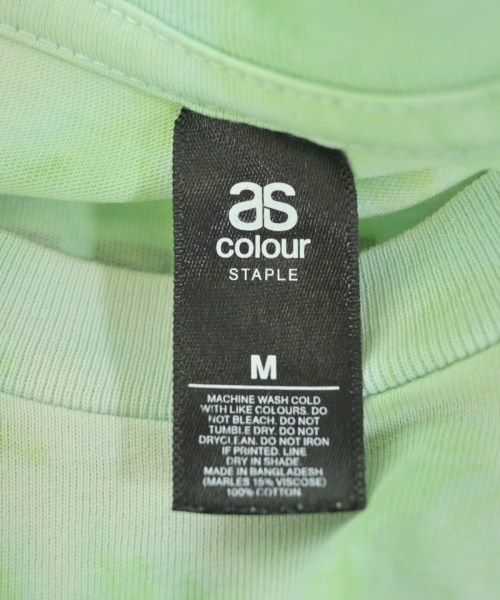 as
colour
STAPLE
M
MACHINE WASH COLD
WITH LIKE COLOURS. DO
NOT BLEACH. DO NOT
TUMBLE DRY. DO NOT
DRYCLEAN. DO NOT IRON
IF PRINTED. LINE
DRY IN SHADE.
MADE IN BANGLADESH
(MARLES 15% VISCOSE)
100% COTTON